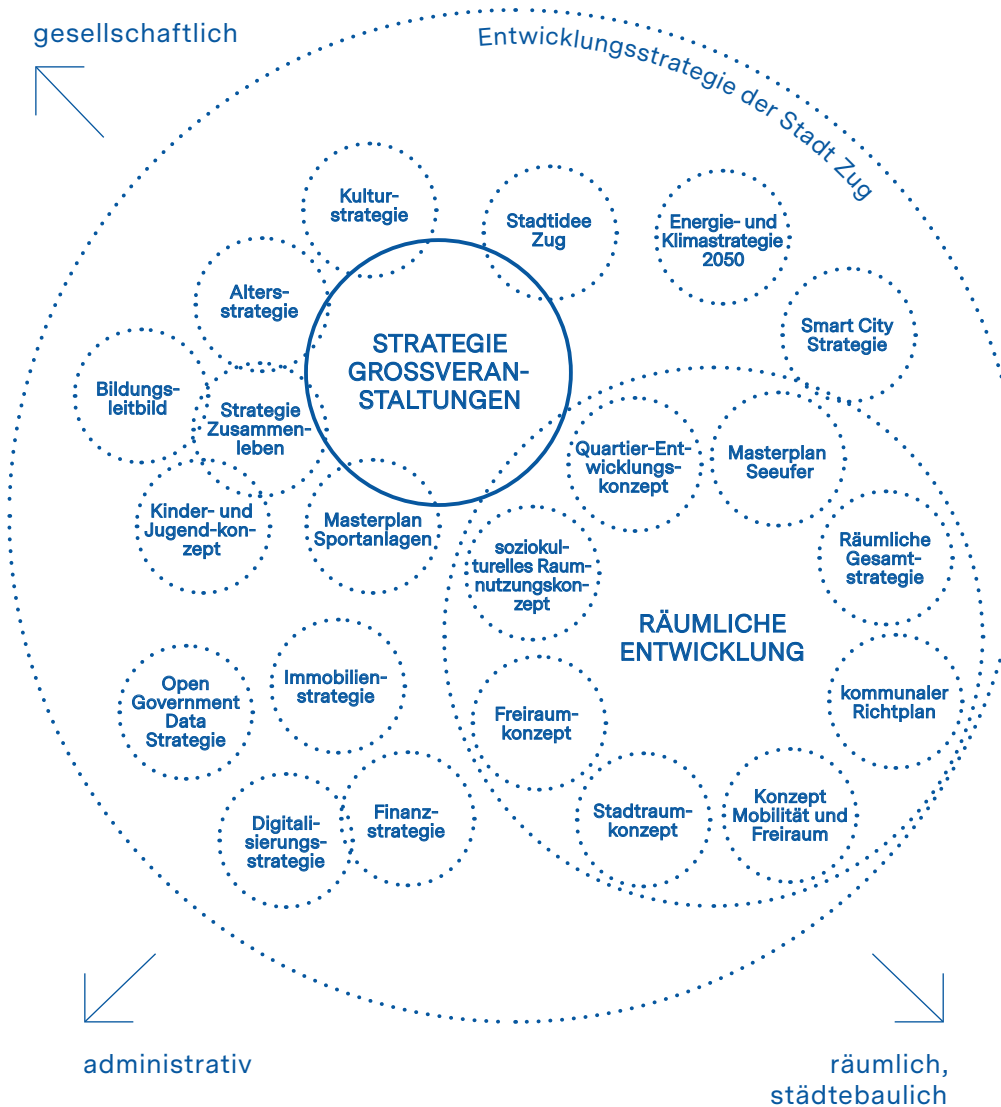 gesellschaftlich
Entwicklungsstrategie der Stadt Zug
Kultur-
strategie
Stadtidee
Zug
Energie- und
Klimastrategie
2050
Alters-
strategie
Smart City
Strategie
STRATEGIE
GROSSVERAN-
STALTUNGEN
Bildungs-
leitbild
Strategie
Zusammen-
leben
Quartier-Ent-
wicklungs-
konzept
Masterplan
Seeufer
Kinder- und
Jugend-kon-
zept
Masterplan
Sportanlagen
soziokul-
turelles Raum-
nutzungskon-
zept
Räumliche
Gesamt-
strategie
RÄUMLICHE
ENTWICKLUNG
Open
Government
Data
Strategie
Immobilien-
strategie
Freiraum-
konzept
kommunaler
Richtplan
Digitali-
sierungs-
strategie
Finanz-
strategie
Stadtraum-
konzept
Konzept
Mobilität und
Freiraum
administrativ
räumlich,
städtebaulich